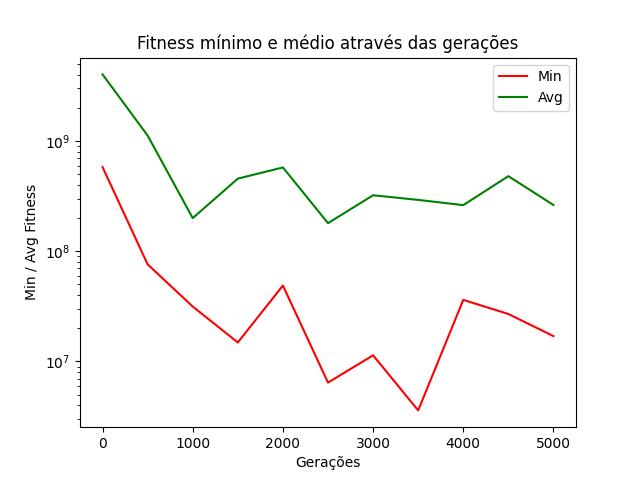 Fitness mínimo e médio através das gerações
Min
Avg
10⁹
10⁸
10⁷
Min / Avg Fitness
0
1000
2000
3000
4000
5000
Gerações